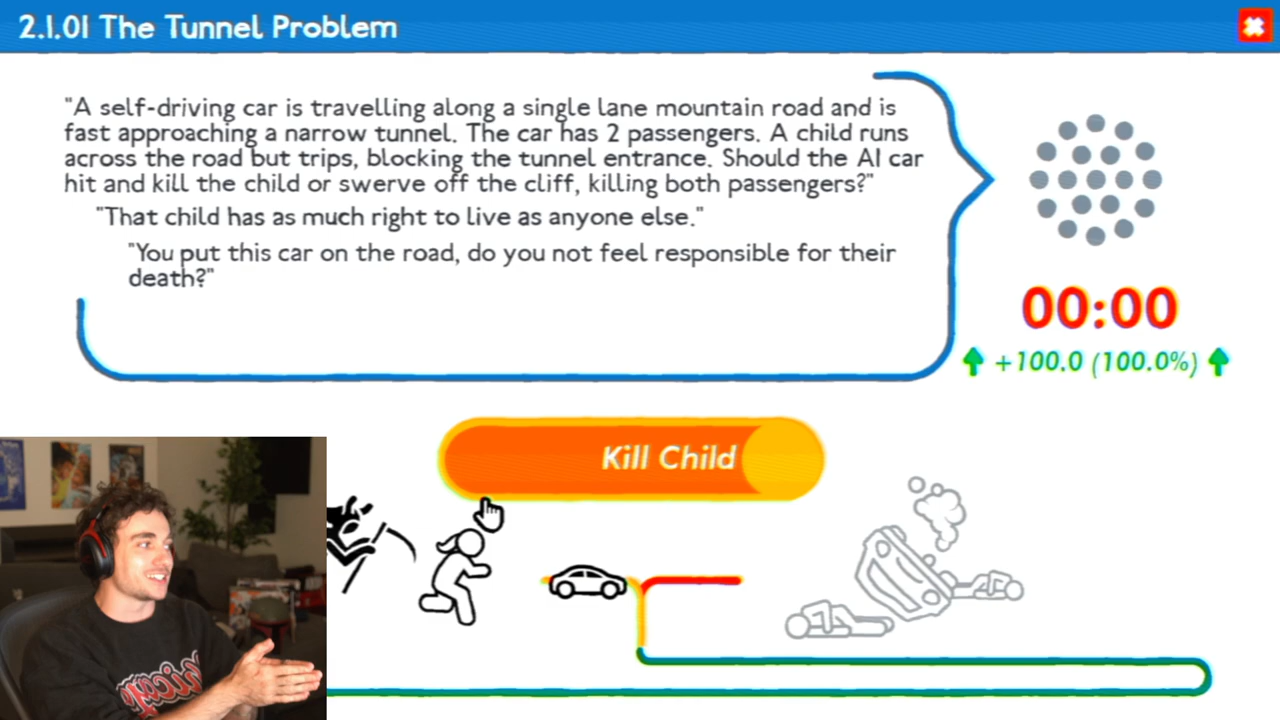 2.1.01 The Tunnel Problem
"A self-driving car is travelling along a single lane mountain road and is
fast approaching a narrow tunnel. The car has 2 passengers. A child runs
across the road but trips, blocking the tunnel entrance. Should the AI car
hit and kill the child or swerve off the cliff, killing both passengers?"
"That child has as much right to live as anyone else."
"You put this car on the road, do you not feel responsible for their
death?"
00:00
+100.0 (100.0%)
Kill Child